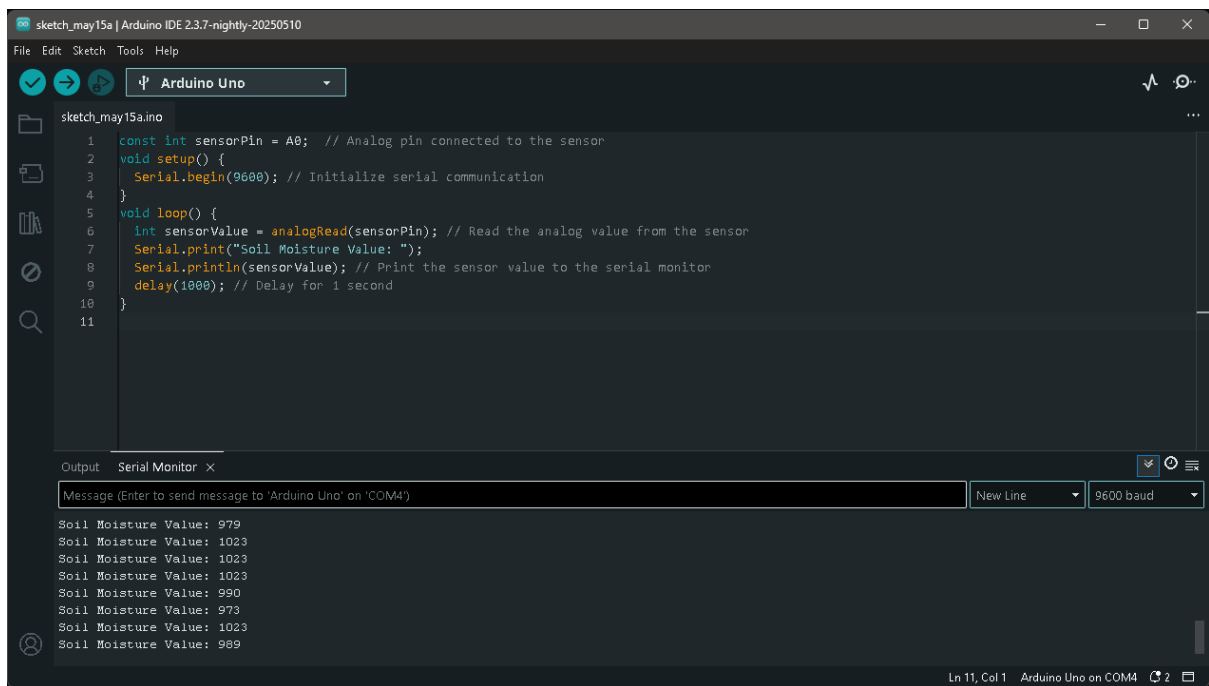 sketch_may15a | Arduino IDE 2.3.7-nightly-20250510
File Edit Sketch Tools Help
Arduino Uno
sketch_may15a.ino
1 const int sensorPin = A0;  // Analog pin connected to the sensor
2 void setup() {
3   Serial.begin(9600); // Initialize serial communication
4 }
5 void loop() {
6   int sensorValue = analogRead(sensorPin); // Read the analog value from the sensor
7   Serial.print("Soil Moisture Value: ");
8   Serial.println(sensorValue); // Print the sensor value to the serial monitor
9   delay(1000); // Delay for 1 second
10 }
11
Output Serial Monitor
Message (Enter to send message to 'Arduino Uno' on 'COM4') New Line 9600 baud
Soil Moisture Value: 979
Soil Moisture Value: 1023
Soil Moisture Value: 1023
Soil Moisture Value: 1023
Soil Moisture Value: 990
Soil Moisture Value: 973
Soil Moisture Value: 1023
Soil Moisture Value: 989
Ln 11, Col 1 Arduino Uno on COM4 2